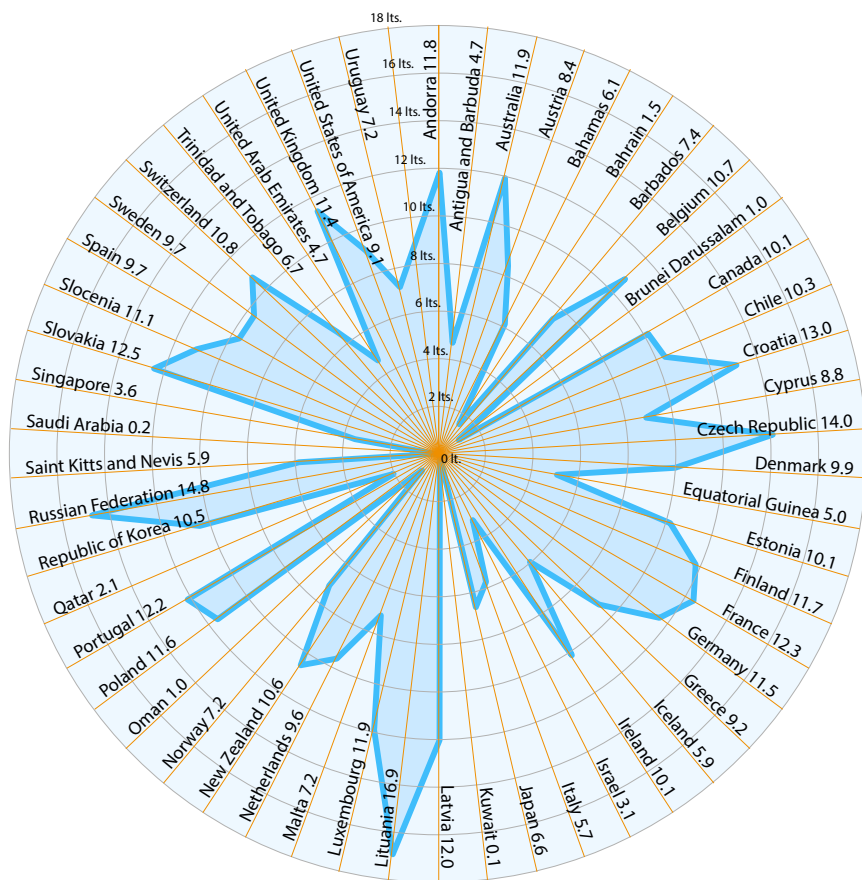 18 lts.
16 lts.
14 lts.
12 lts.
10 lts.
8 lts.
6 lts.
4 lts.
2 lts.
0 lt.
Andorra 11.8
Antigua and Barbuda 4.7
Australia 11.9
Austria 8.4
Bahamas 6.1
Bahrain 1.5
Barbados 7.4
Belgium 10.7
Brunei Darussalam 1.0
Canada 10.1
Chile 10.3
Croatia 13.0
Cyprus 8.8
Czech Republic 14.0
Denmark 9.9
Equatorial Guinea 5.0
Estonia 10.1
Finland 11.7
France 12.3
Germany 11.5
Greece 9.2
Iceland 5.9
Ireland 10.1
Israel 3.1
Italy 5.7
Japan 6.6
Kuwait 0.1
Latvia 12.0
Lituania 16.9
Luxembourg 11.9
Malta 7.2
Netherlands 9.6
New Zealand 10.6
Norway 7.2
Oman 1.0
Poland 11.6
Portugal 12.2
Qatar 2.1
Republic of Korea 10.5
Russian Federation 14.8
Saint Kitts and Nevis 5.9
Saudi Arabia 0.2
Singapore 3.6
Slovakia 12.5
Slocenia 11.1
Spain 9.7
Sweden 9.7
Switzerland 10.8
Trinidad and Tobago 6.7
United Arab Emirates 4.7
United Kingdom 11.4
United States of America 9.1
Uruguay 7.2